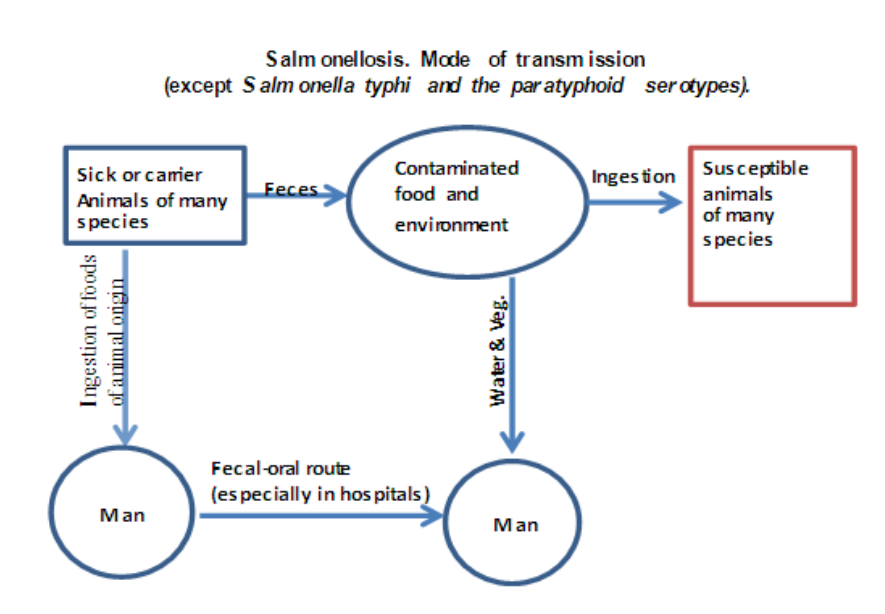 Salmonellosis. Mode of transmission
(except Salmonella typhi and the paratyphoid serotypes).
Sick or carrier
Animals of many
species
Feces
Contaminated
food and
environment
Ingestion
Susceptible
animals
of many
species
Ingestion of foods
of animal origin
Water & Veg.
Man
Fecal-oral route
(especially in hospitals)
Man